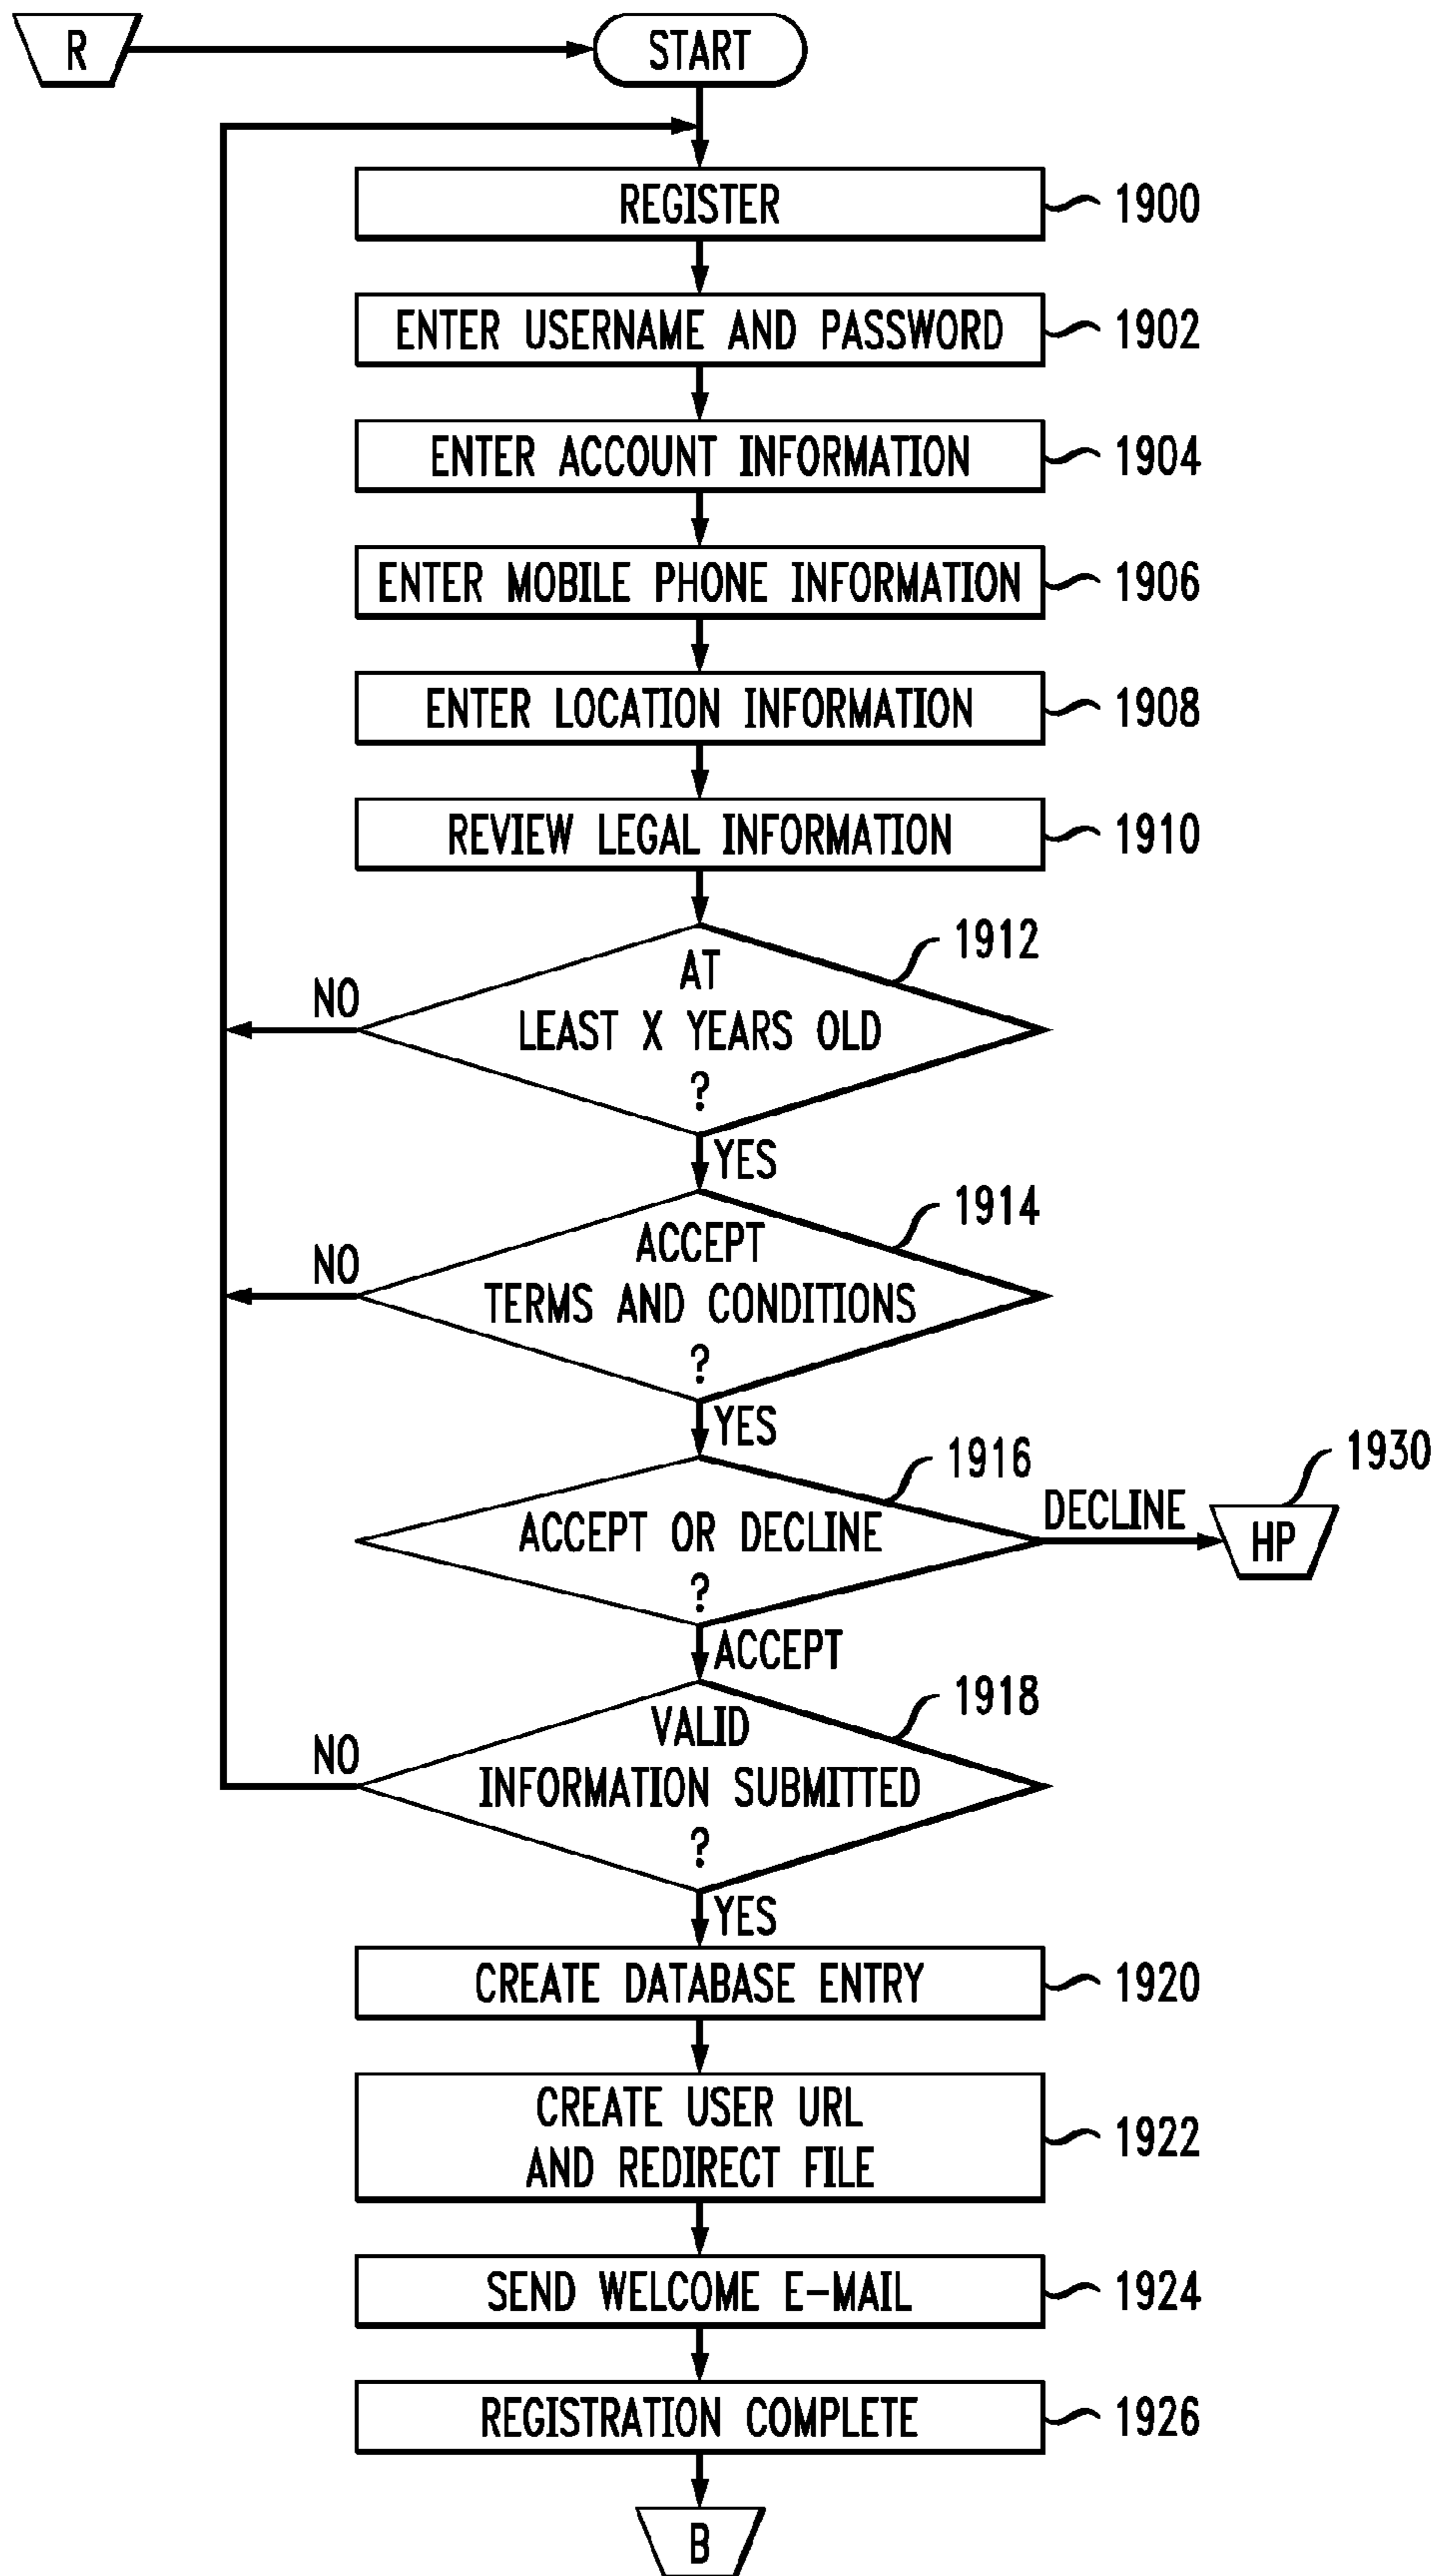 R
START
REGISTER
1900
ENTER USERNAME AND PASSWORD
1902
ENTER ACCOUNT INFORMATION
1904
ENTER MOBILE PHONE INFORMATION
1906
ENTER LOCATION INFORMATION
1908
REVIEW LEGAL INFORMATION
1910
1912
AT
LEAST X YEARS OLD
?
NO
YES
1914
ACCEPT
TERMS AND CONDITIONS
?
NO
YES
1916
ACCEPT OR DECLINE
?
DECLINE
1930
HP
ACCEPT
1918
VALID
INFORMATION SUBMITTED
?
NO
YES
CREATE DATABASE ENTRY
1920
CREATE USER URL
AND REDIRECT FILE
1922
SEND WELCOME E-MAIL
1924
REGISTRATION COMPLETE
1926
B